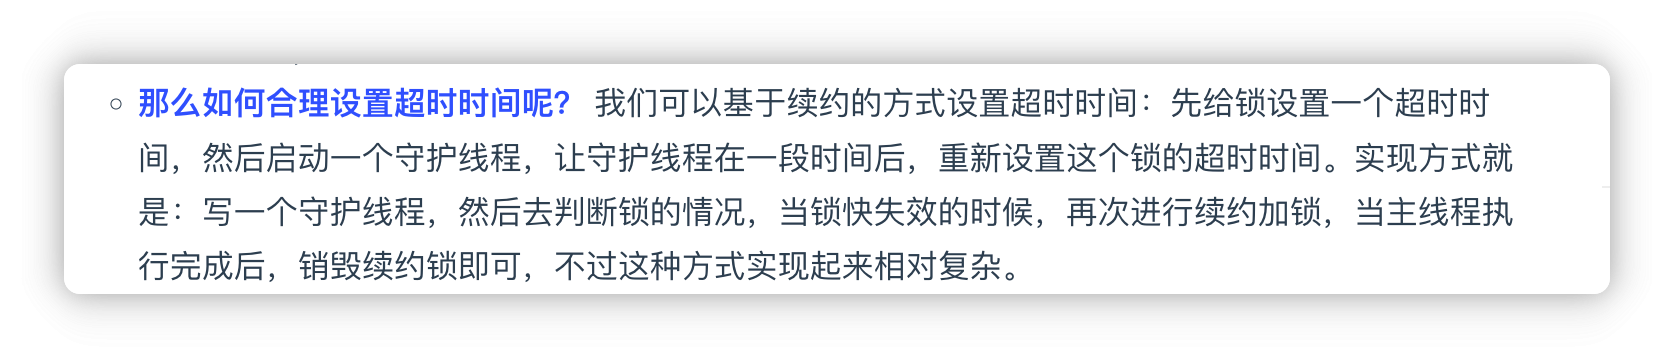 那么如何合理设置超时时间呢？ 我们可以基于续约的方式设置超时时间：先给锁设置一个超时时
间，然后启动一个守护线程，让守护线程在一段时间后，重新设置这个锁的超时时间。实现方式就
是：写一个守护线程，然后去判断锁的情况，当锁快失效的时候，再次进行续约加锁，当主线程执
行完成后，销毁续约锁即可，不过这种方式实现起来相对复杂。